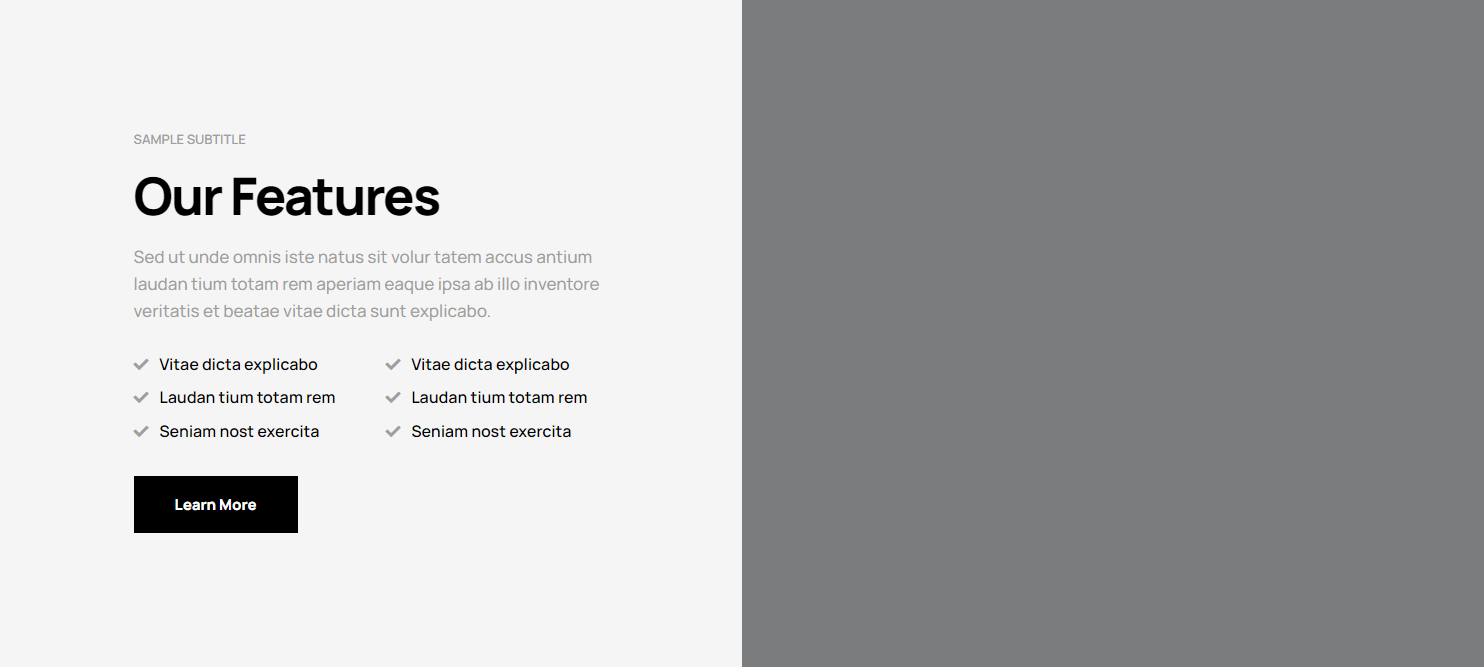 SAMPLE SUBTITLE
Our Features
Sed ut unde omnis iste natus sit volur tatem accus antium
laudan tium totam rem aperiam eaque ipsa ab illo inventore
veritatis et beatae vitae dicta sunt explicabo.
Vitae dicta explicabo
Laudan tium totam rem
Seniam nost exercita
Vitae dicta explicabo
Laudan tium totam rem
Seniam nost exercita
Learn More